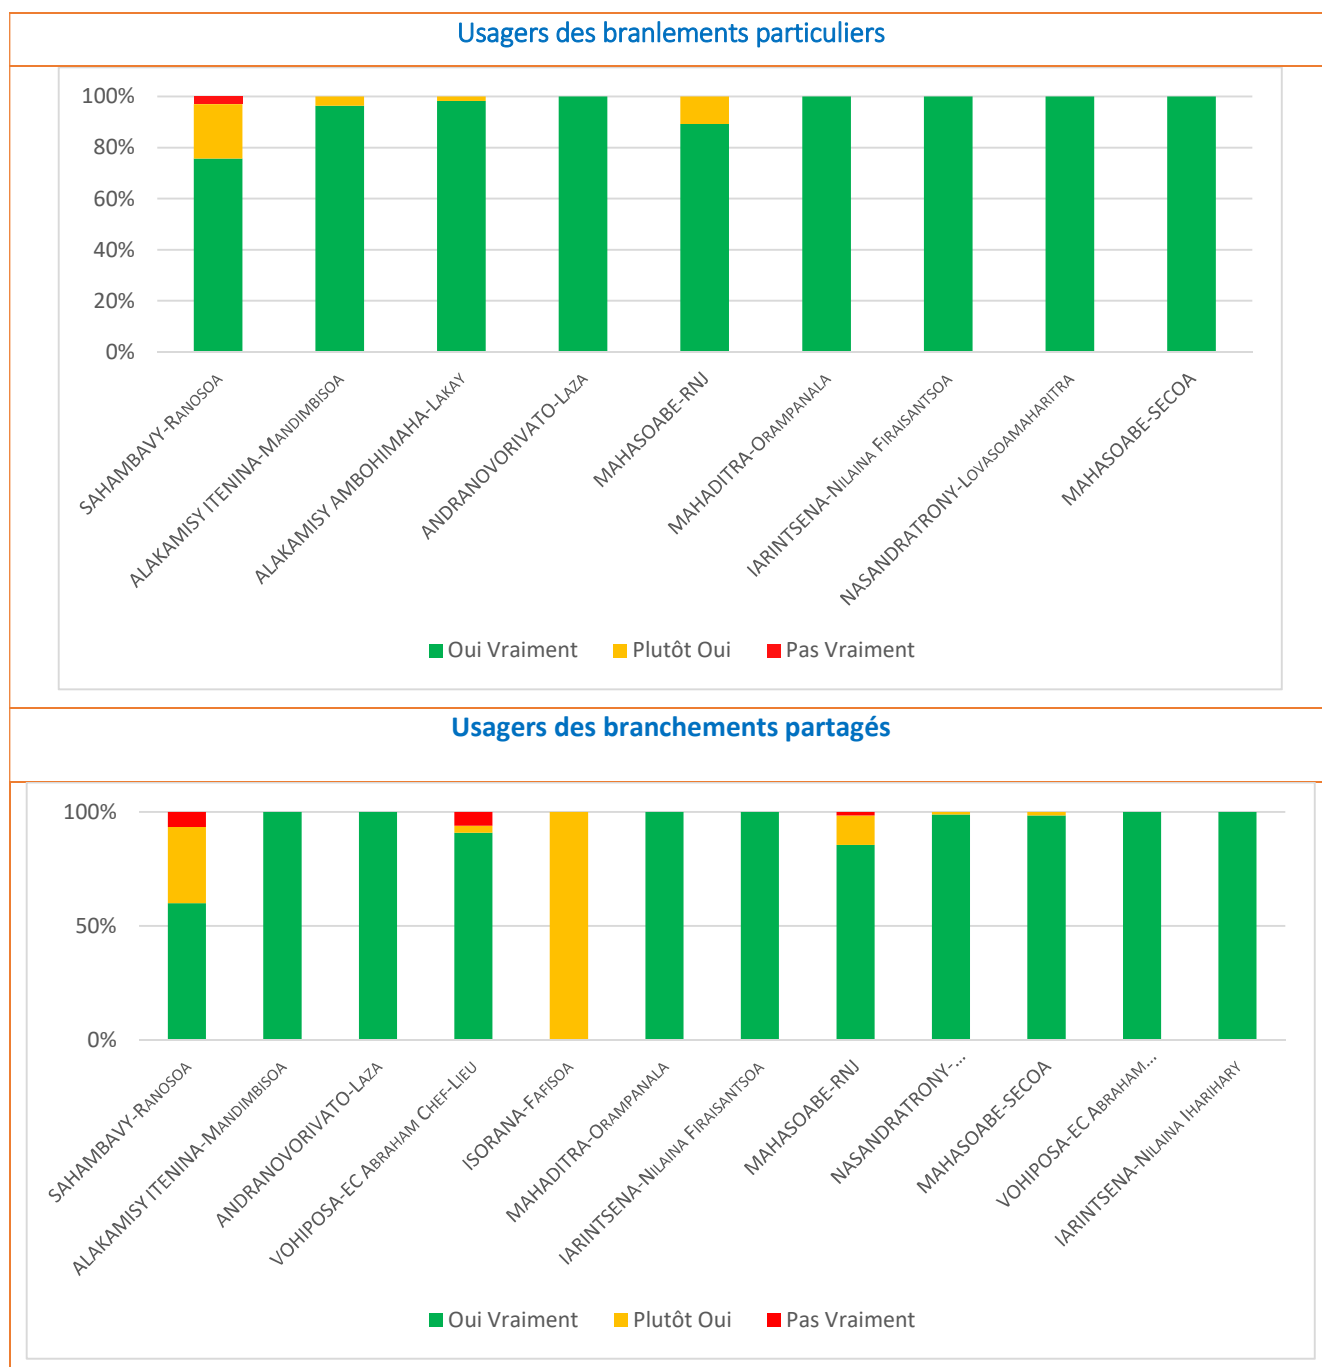 Usagers des branlements particuliers
100%
80%
60%
40%
20%
0%
SAHAMBAVY-RANOSOA
ALAKAMISY ITENINA-MANDIMBISOA
ALAKAMISY AMBOHIMAHA-LAKAY
ANDRANOVORIVATO-LAZA
MAHASOABE-RNJ
MAHADITRA-ORAMPANALA
IARINTSENA-NILAINA FIRAISANTSOA
NASANDRATRONY-LOVASOAMAHARITRA
MAHASOABE-SECOA
Oui Vraiment Plutôt Oui Pas Vraiment
Usagers des branchements partagés
100%
50%
0%
SAHAMBAVY-RANOSOA
ALAKAMISY ITENINA-MANDIMBISOA
ANDRANOVORIVATO-LAZA
VOHIPOSA-EC ABRAHAM CHEF-LIEU
ISORANA-FAFISOA
MAHADITRA-ORAMPANALA
IARINTSENA-NILAINA FIRAISANTSOA
MAHASOABE-RNJ
NASANDRATRONY-...
MAHASOABE-SECOA
VOHIPOSA-EC ABRAHAM...
IARINTSENA-NILAINA IHARIHARY
Oui Vraiment Plutôt Oui Pas Vraiment